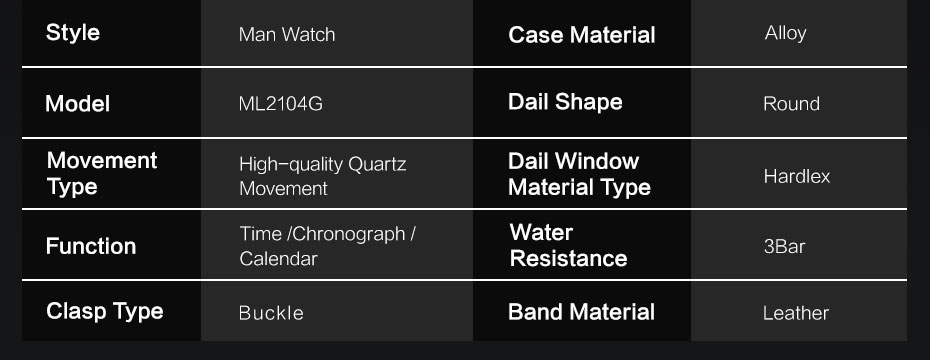 Style
Man Watch
Case Material
Alloy
Model
ML2104G
Dail Shape
Round
Movement
Type
High-quality Quartz
Movement
Dail Window
Material Type
Hardlex
Function
Time /Chronograph /
Calendar
Water
Resistance
3Bar
Clasp Type
Buckle
Band Material
Leather